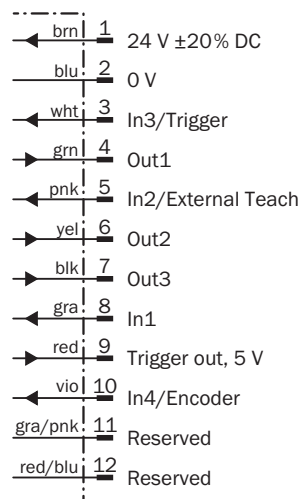 brn 1 24 V ±20% DC
blu 2 0 V
wht 3 In3/Trigger
grn 4 Out1
pnk 5 In2/External Teach
yel 6 Out2
blk 7 Out3
gra 8 In1
red 9 Trigger out, 5 V
vio 10 In4/Encoder
gra/pnk 11 Reserved
red/blu 12 Reserved